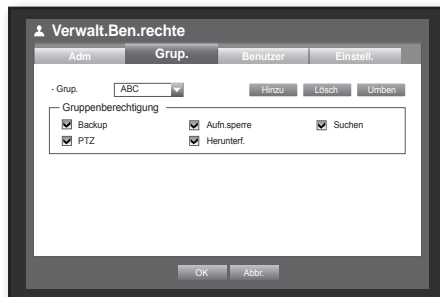 Verwalt.Ben.rechte
Adm Grup. Benutzer Einstell.
· Grup. ABC Hinzu Lösch Umben
Gruppenberechtigung
Backup Aufn.sperre Suchen
PTZ Herunterf.
OK Abbr.